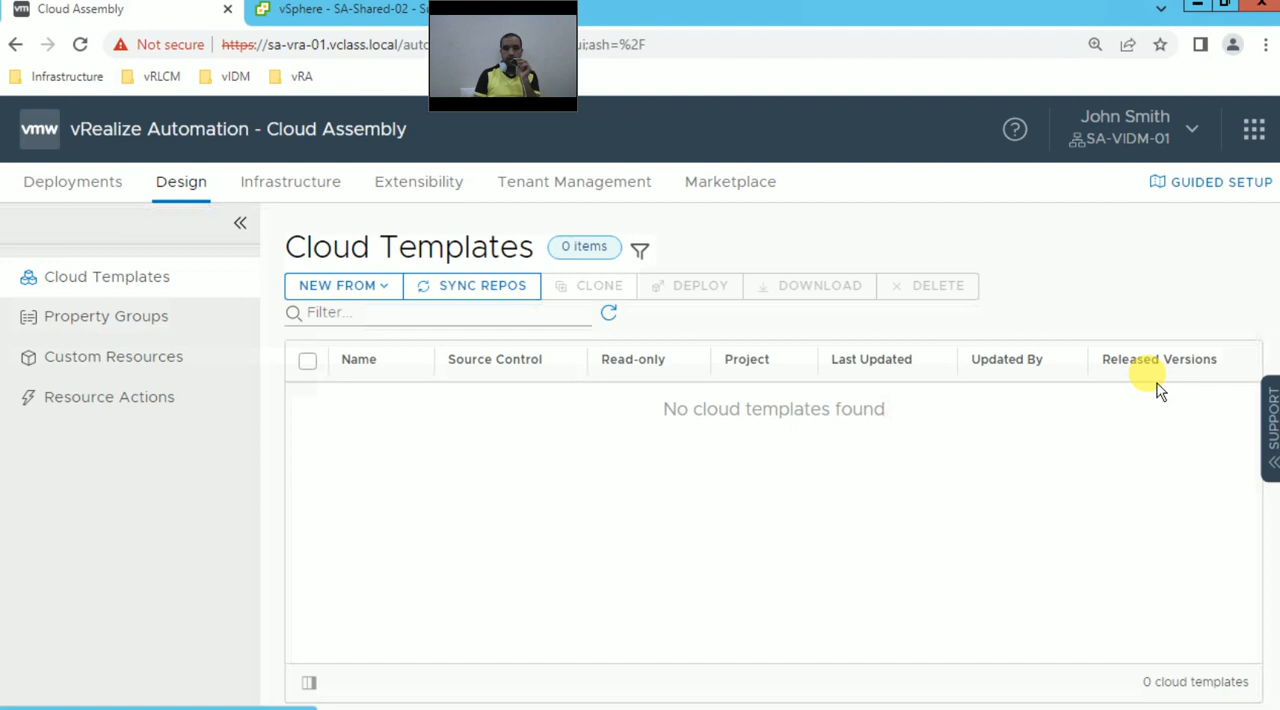 vm Cloud Assembly
vSphere - SA-Shared-02 - Su
Not secure https://sa-vra-01.vclass.local/auto ui;ash=%2F
Infrastructure vRLCM vIDM vRA
vmw vRealize Automation - Cloud Assembly
John Smith
SA-VIDM-01
Deployments Design Infrastructure Extensibility Tenant Management Marketplace GUIDED SETUP
Cloud Templates 0 items
Cloud Templates
NEW FROM SYNC REPOS CLONE DEPLOY DOWNLOAD DELETE
Property Groups
Filter...
Custom Resources
Name Source Control Read-only Project Last Updated Updated By Released Versions
Resource Actions
No cloud templates found
SUPPORT
0 cloud templates